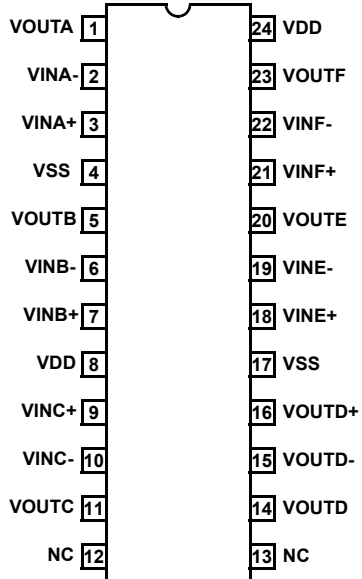 VOUTA 1 24 VDD
VINA- 2 23 VOUTF
VINA+ 3 22 VINF-
VSS 4 21 VINF+
VOUTB 5 20 VOUTE
VINB- 6 19 VINE-
VINB+ 7 18 VINE+
VDD 8 17 VSS
VINC+ 9 16 VOUTD+
VINC- 10 15 VOUTD-
VOUTC 11 14 VOUTD
NC 12 13 NC